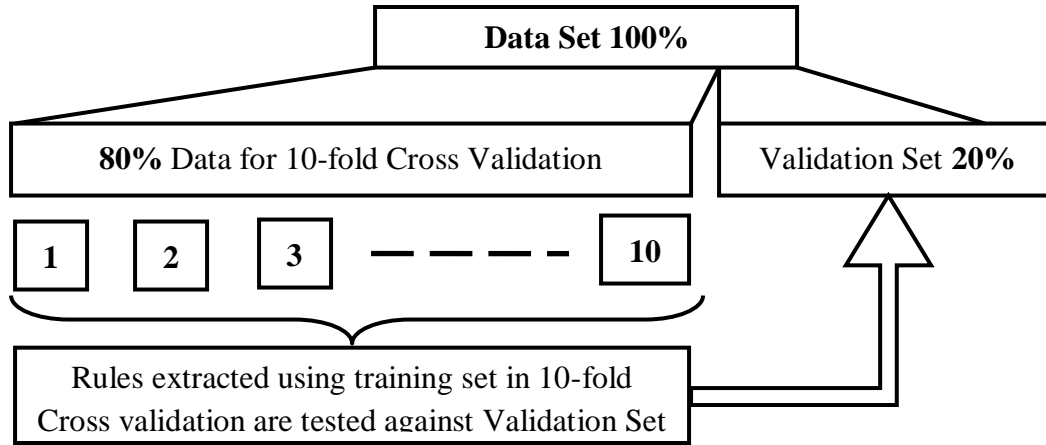 Data Set 100%
80% Data for 10-fold Cross Validation
Validation Set 20%
1 2 3 10
Rules extracted using training set in 10-fold
Cross validation are tested against Validation Set